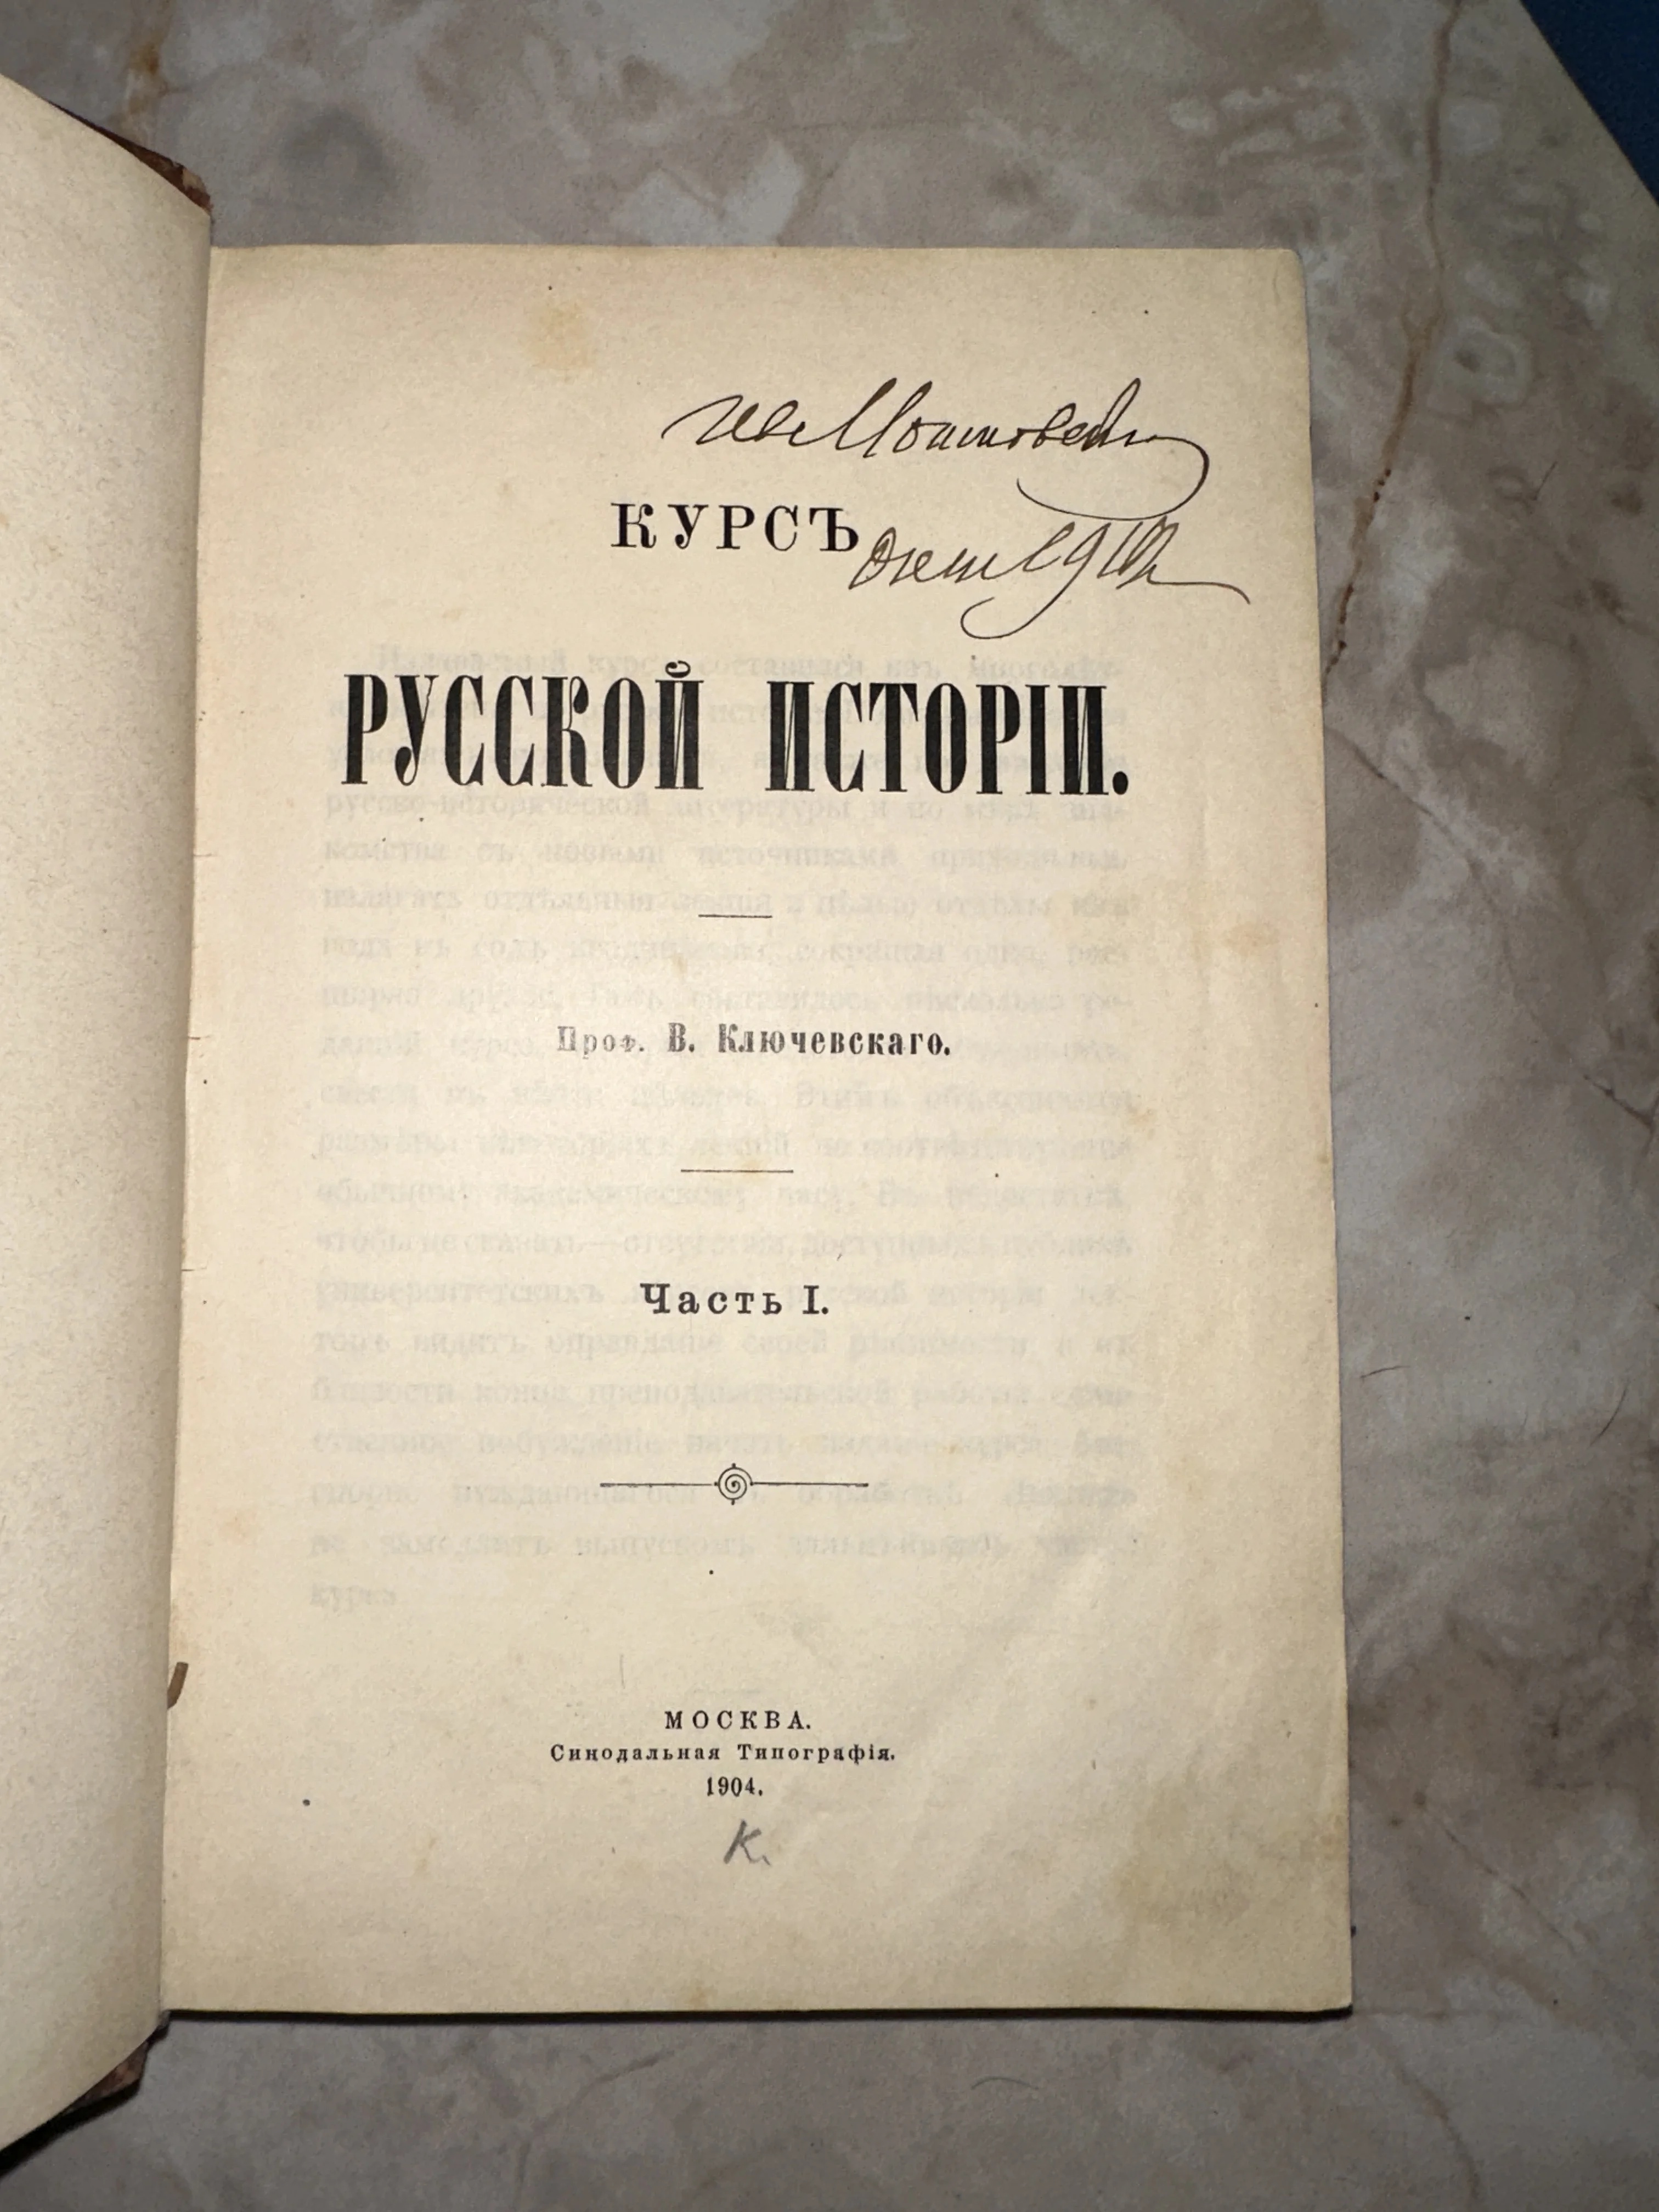 КУРСЪ
РУССКОЙ ИСТОРІИ.
Проф. В. Ключевскаго.
Часть I.
МОСКВА.
Синодальная Типографія.
1904.
К.